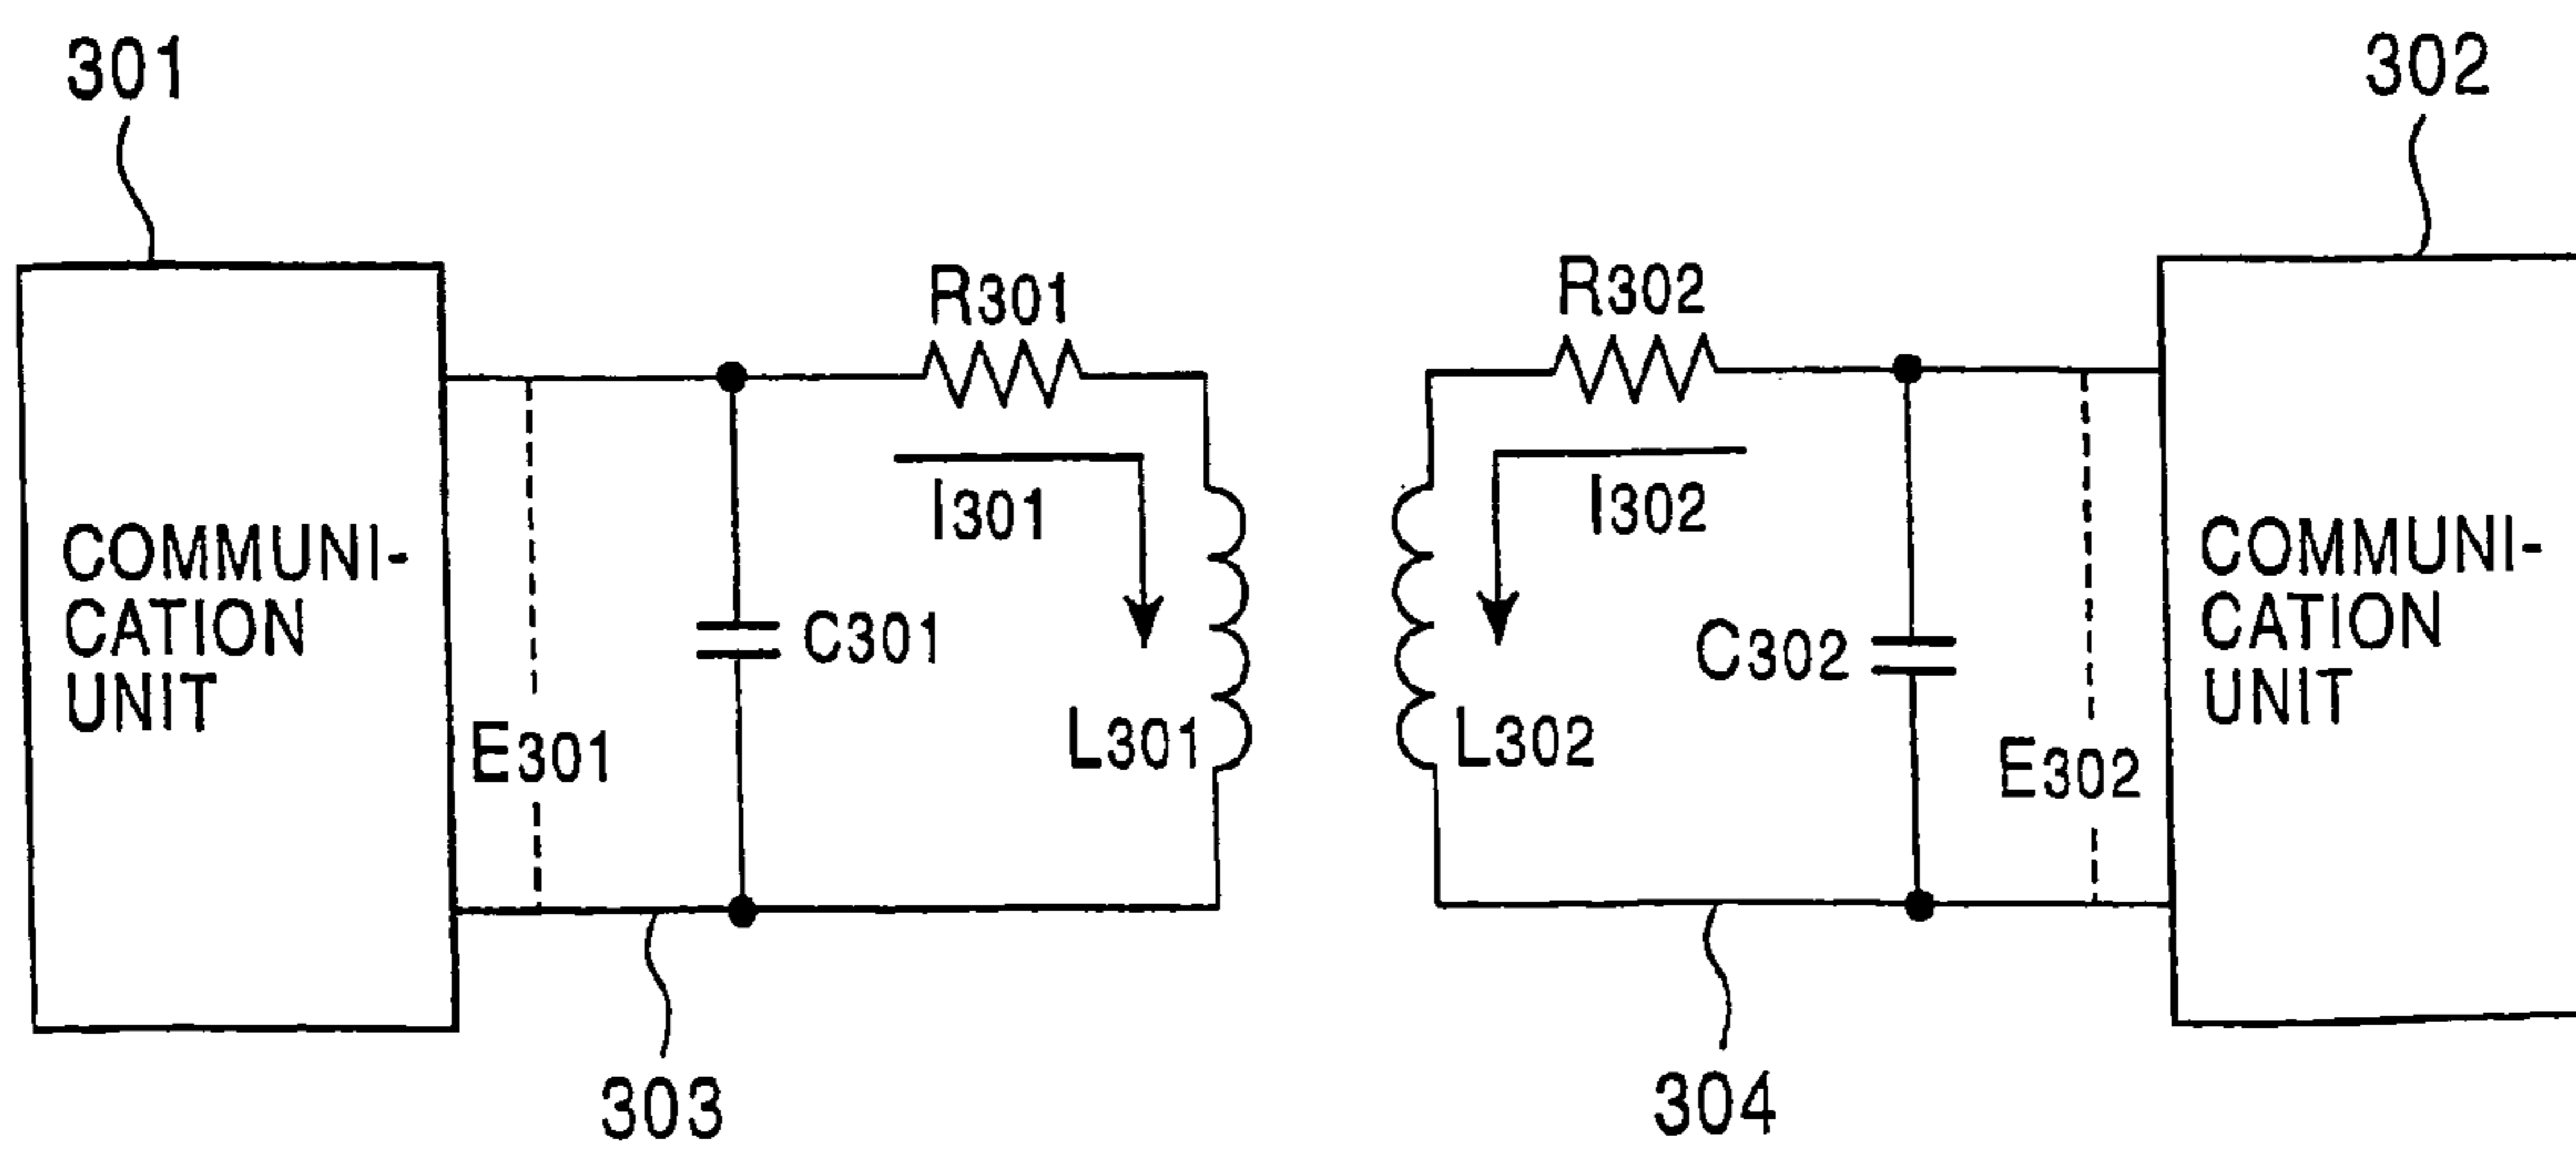 301
302
R301
R302
I301
I302
COMMUNI-
CATION
UNIT
C301
C302
COMMUNI-
CATION
UNIT
L301
L302
E301
E302
303
304